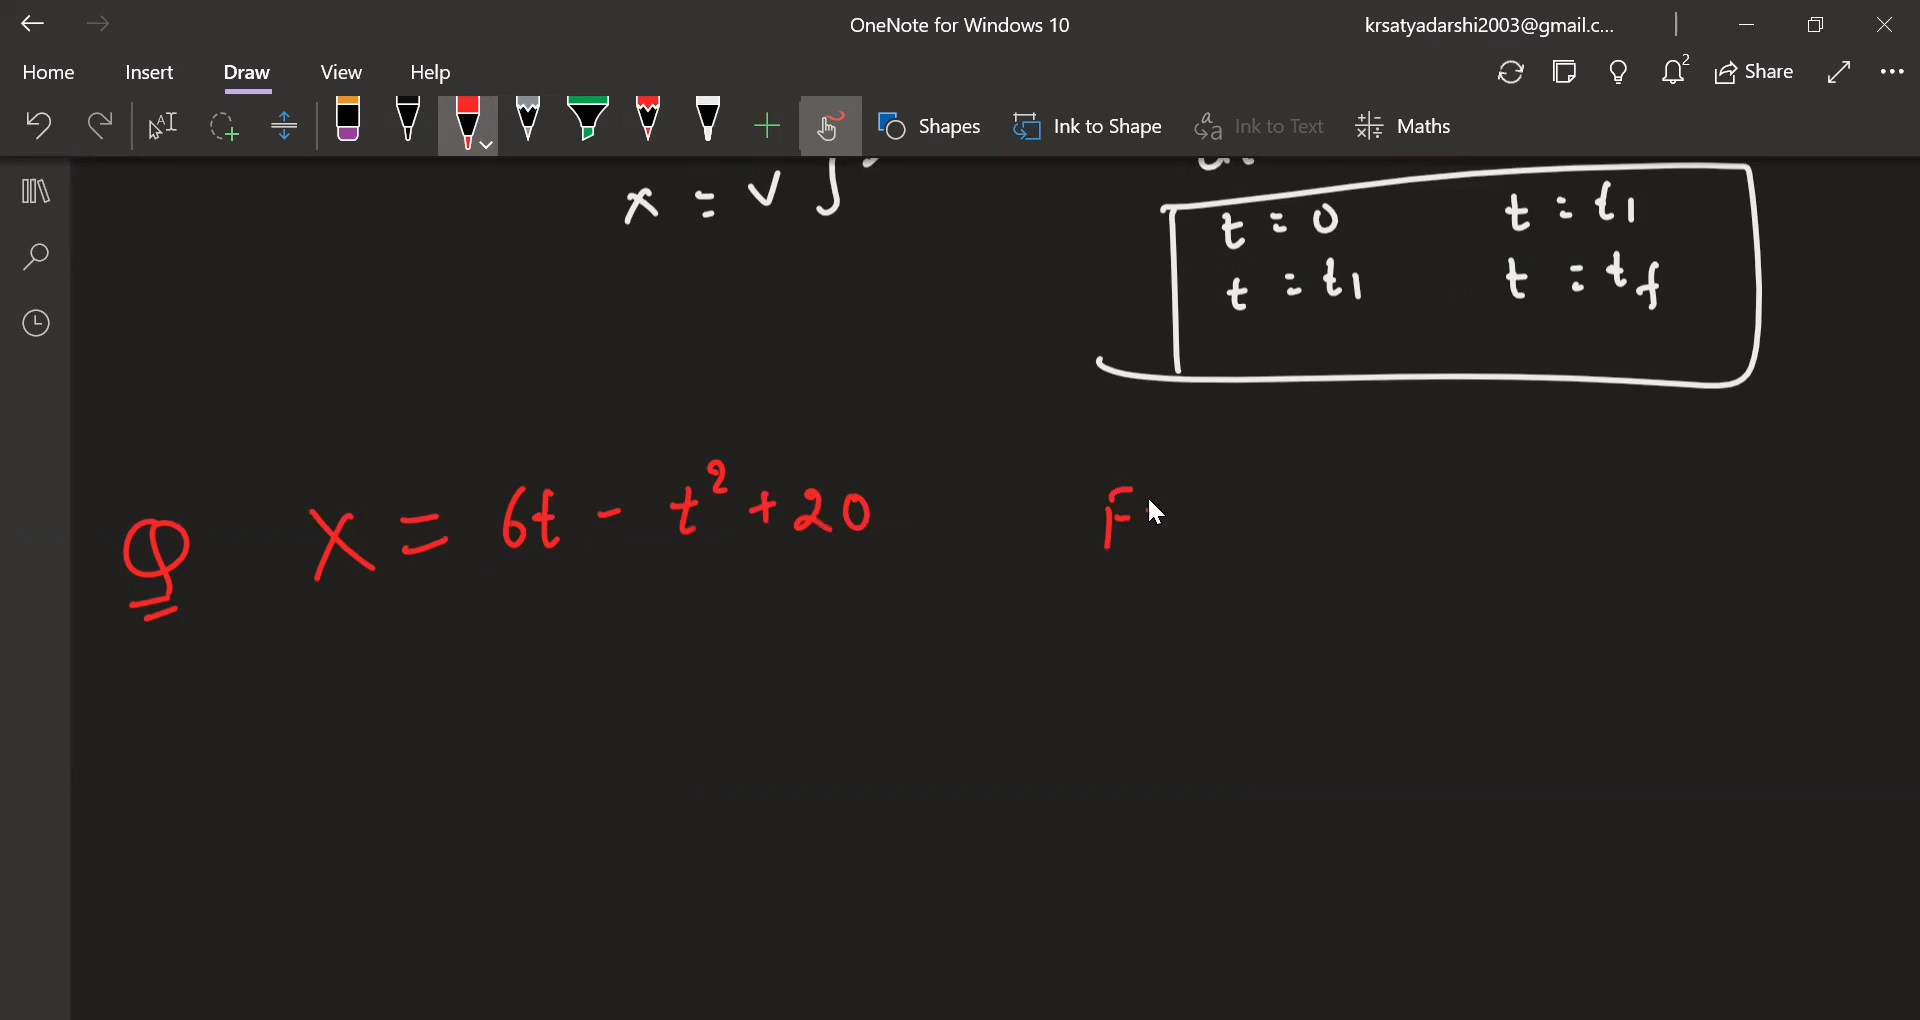 OneNote for Windows 10
krsatyadarshi2003@gmail.c...
Home Insert Draw View Help
2 Share
Shapes Ink to Shape Ink to Text Maths
x = v ∫
t = 0 t = t1
t = t1 t = tf
Q X = 6t - t² + 20 F